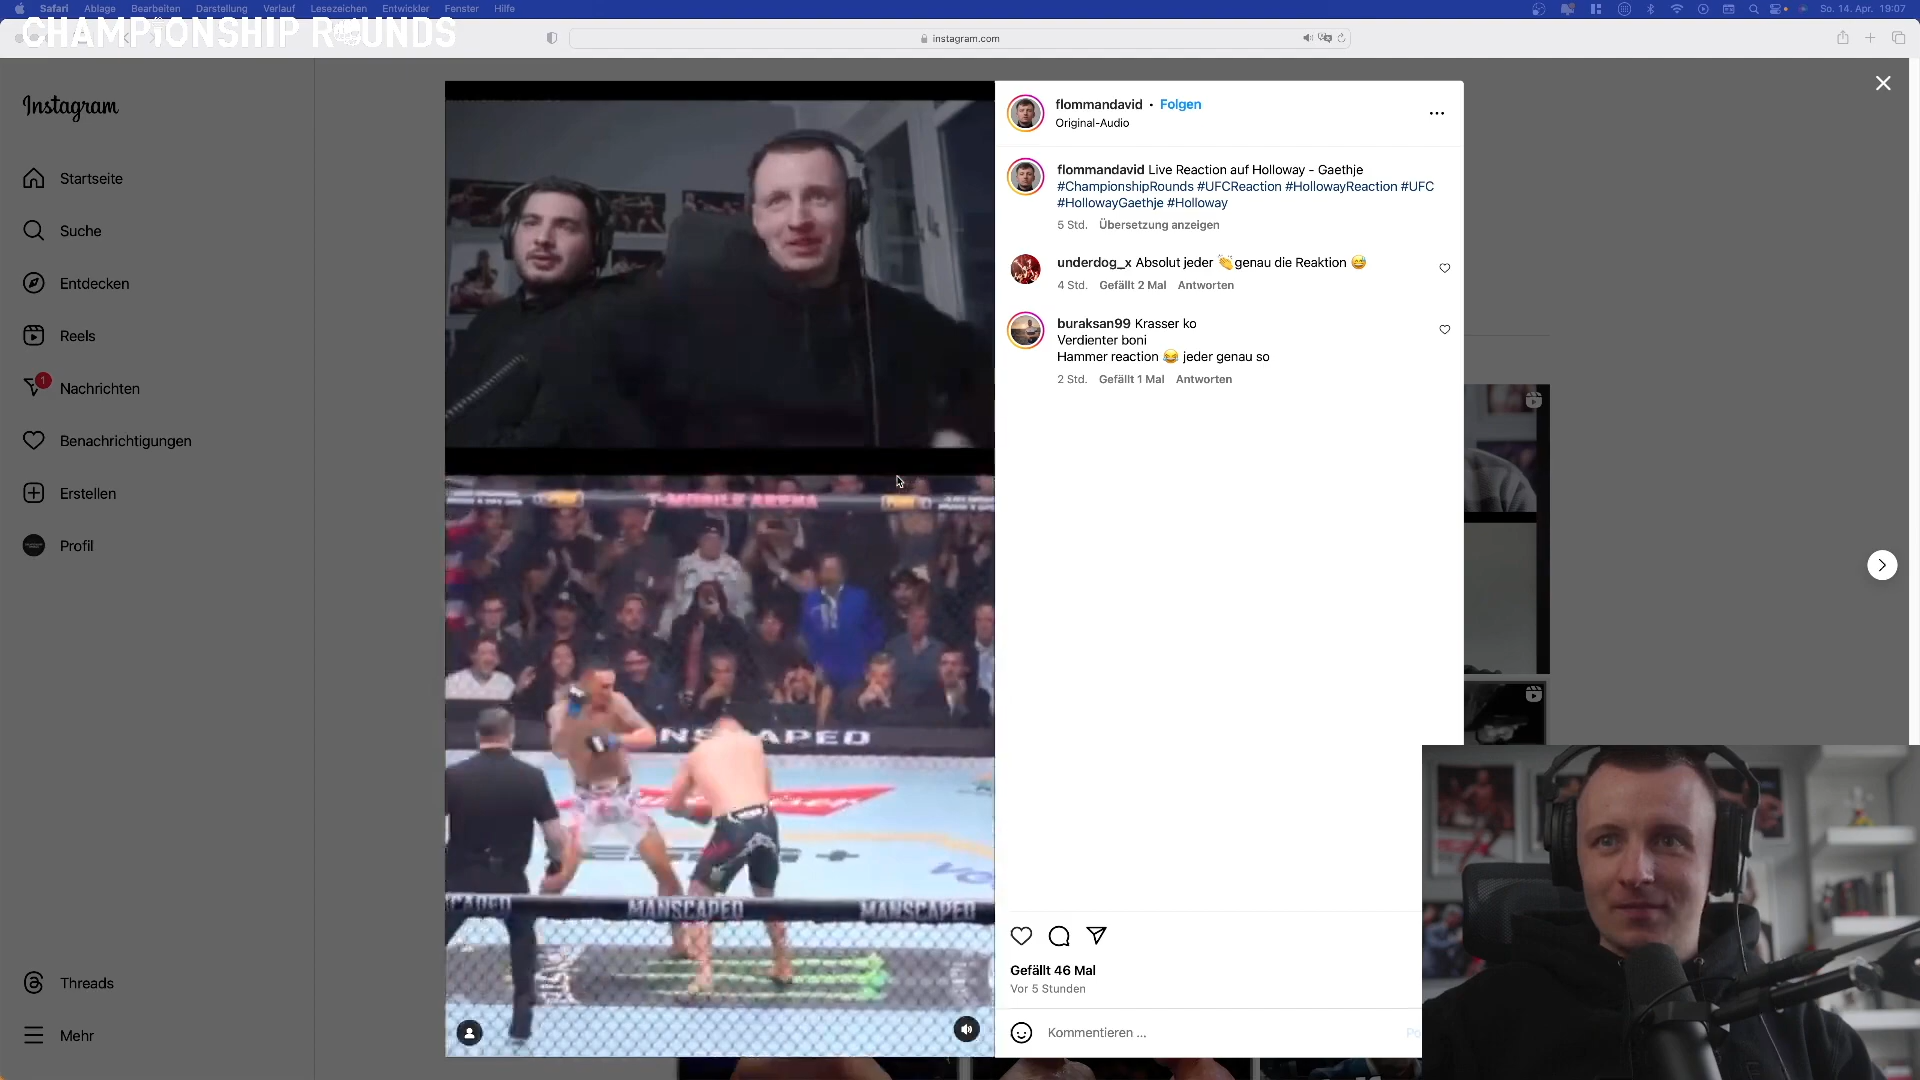 Safari Ablage Bearbeiten Darstellung Verlauf Lesezeichen Entwickler Fenster Hilfe
So. 14. Apr. 19:07
CHAMPIONSHIP ROUNDS
instagram.com
Instagram
Startseite
Suche
Entdecken
Reels
1
Nachrichten
Benachrichtigungen
Erstellen
Profil
Threads
Mehr
T-MOBILE ARENA
NSCAPED
MANSCAPED
MANSCAPED
flommandavid • Folgen
Original-Audio
flommandavid Live Reaction auf Holloway - Gaethje
#ChampionshipRounds #UFCReaction #HollowayReaction #UFC
#HollowayGaethje #Holloway
5 Std. Übersetzung anzeigen
underdog_x Absolut jeder 👏genau die Reaktion 😅
4 Std. Gefällt 2 Mal Antworten
buraksan99 Krasser ko
Verdienter boni
Hammer reaction 😂 jeder genau so
2 Std. Gefällt 1 Mal Antworten
Gefällt 46 Mal
Vor 5 Stunden
Kommentieren ...
Po